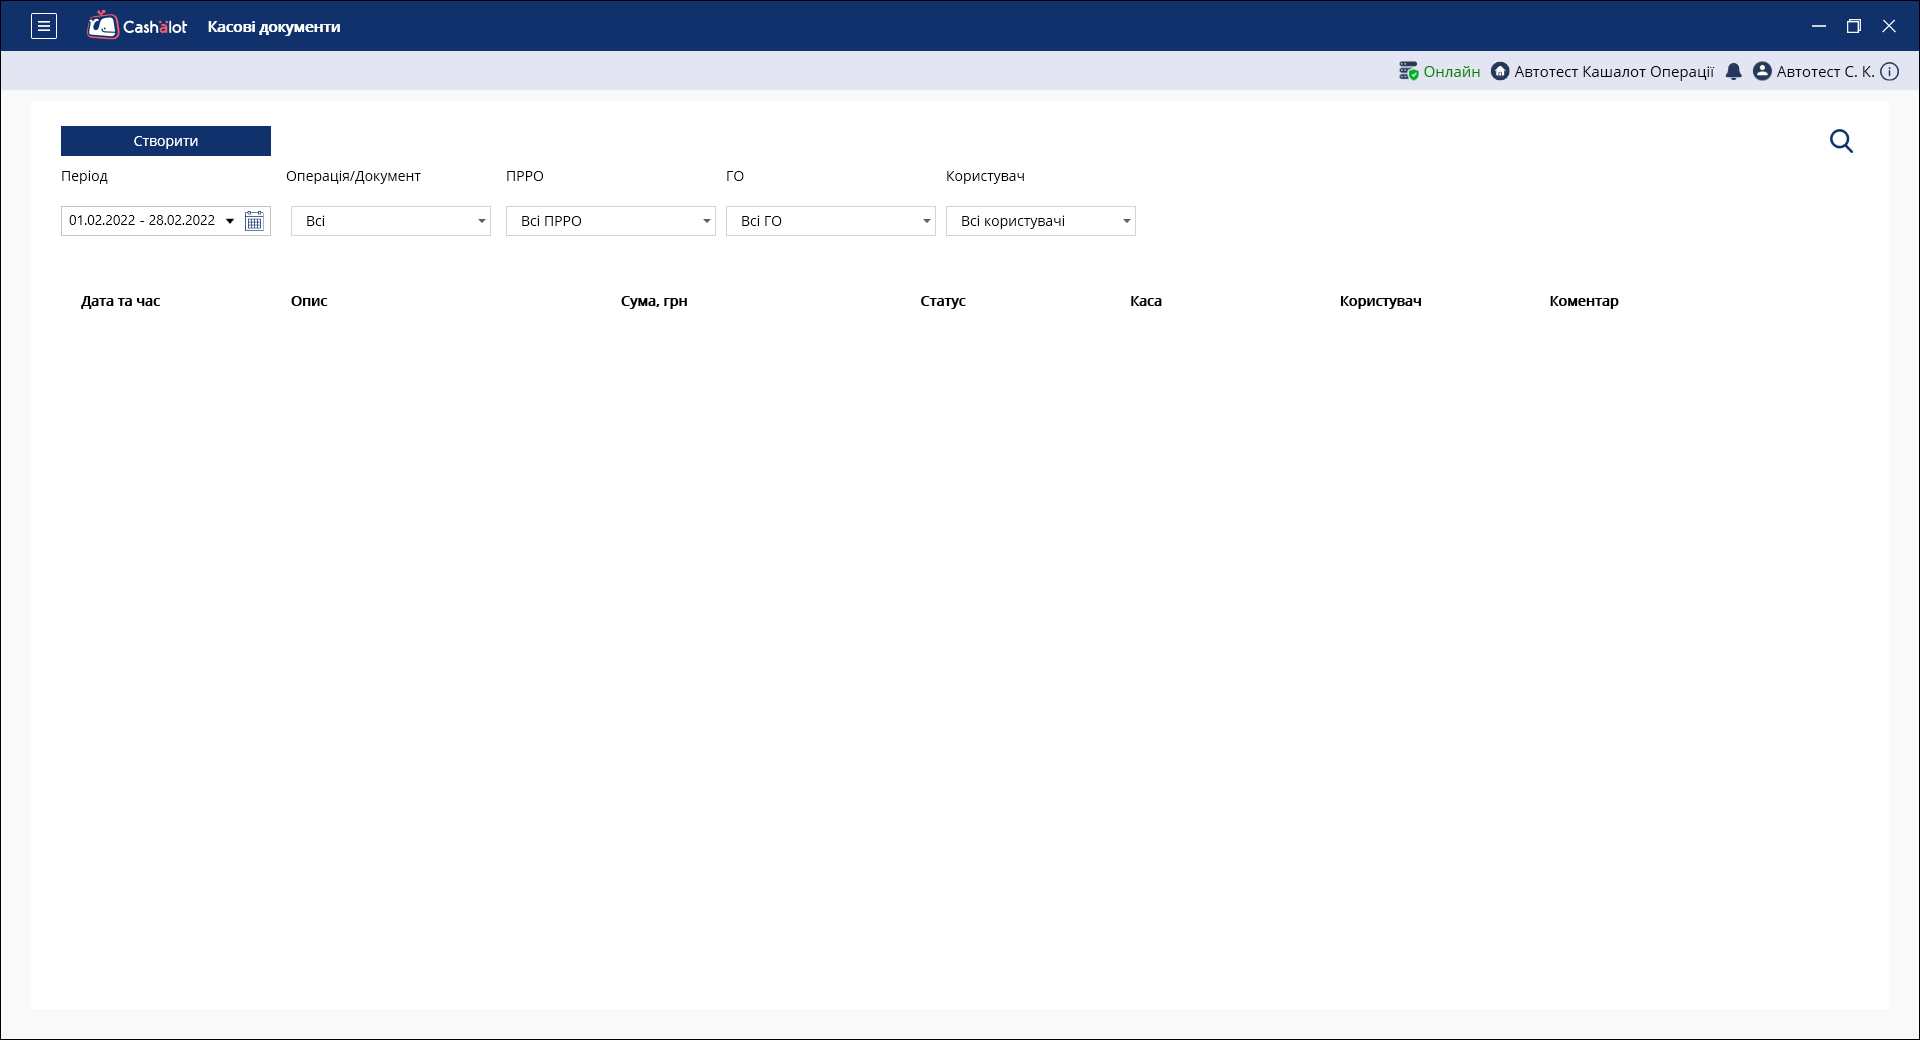 Cashalot Касові документи
Онлайн Автотест Кашалот Операції Автотест С. К.
Створити
Період Операція/Документ ПРРО ГО Користувач
01.02.2022 - 28.02.2022 Всі Всі ПРРО Всі ГО Всі користувачі
Дата та час Опис Сума, грн Статус Каса Користувач Коментар